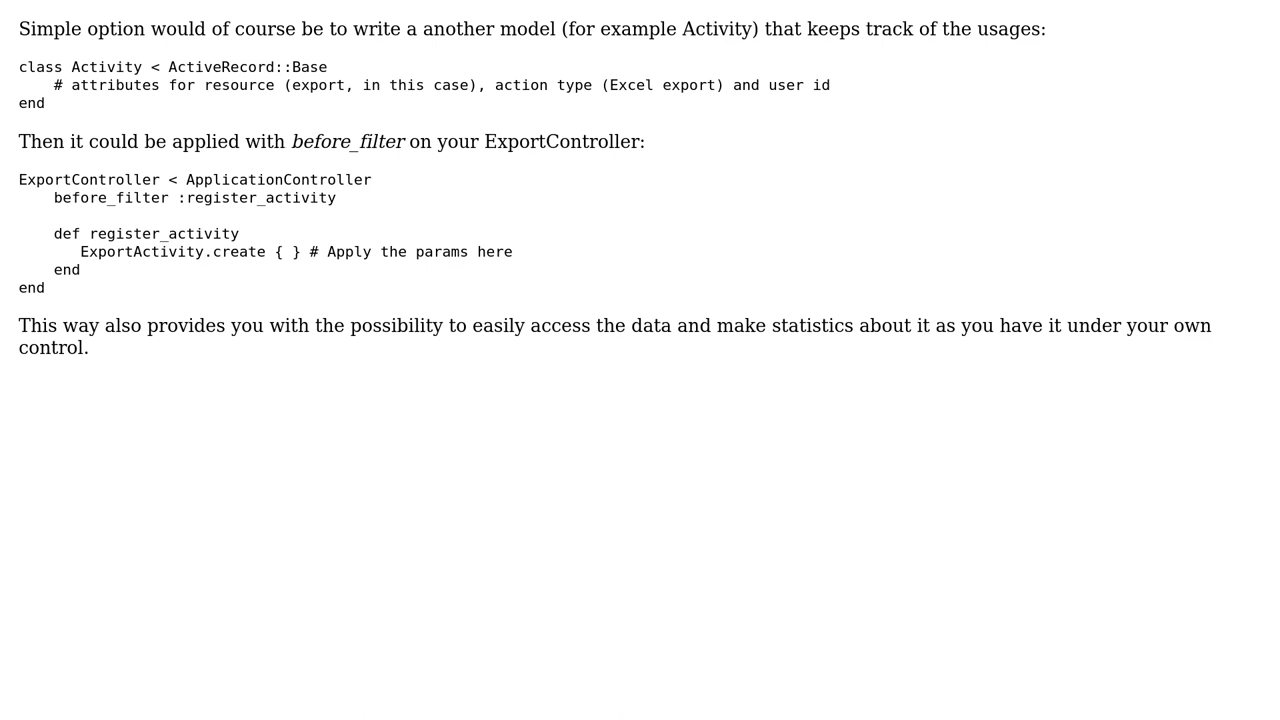 Simple option would of course be to write a another model (for example Activity) that keeps track of the usages:
class Activity < ActiveRecord::Base
    # attributes for resource (export, in this case), action type (Excel export) and user id
end
Then it could be applied with before_filter on your ExportController:
ExportController < ApplicationController
    before_filter :register_activity

    def register_activity
       ExportActivity.create { } # Apply the params here
    end
end
This way also provides you with the possibility to easily access the data and make statistics about it as you have it under your own
control.